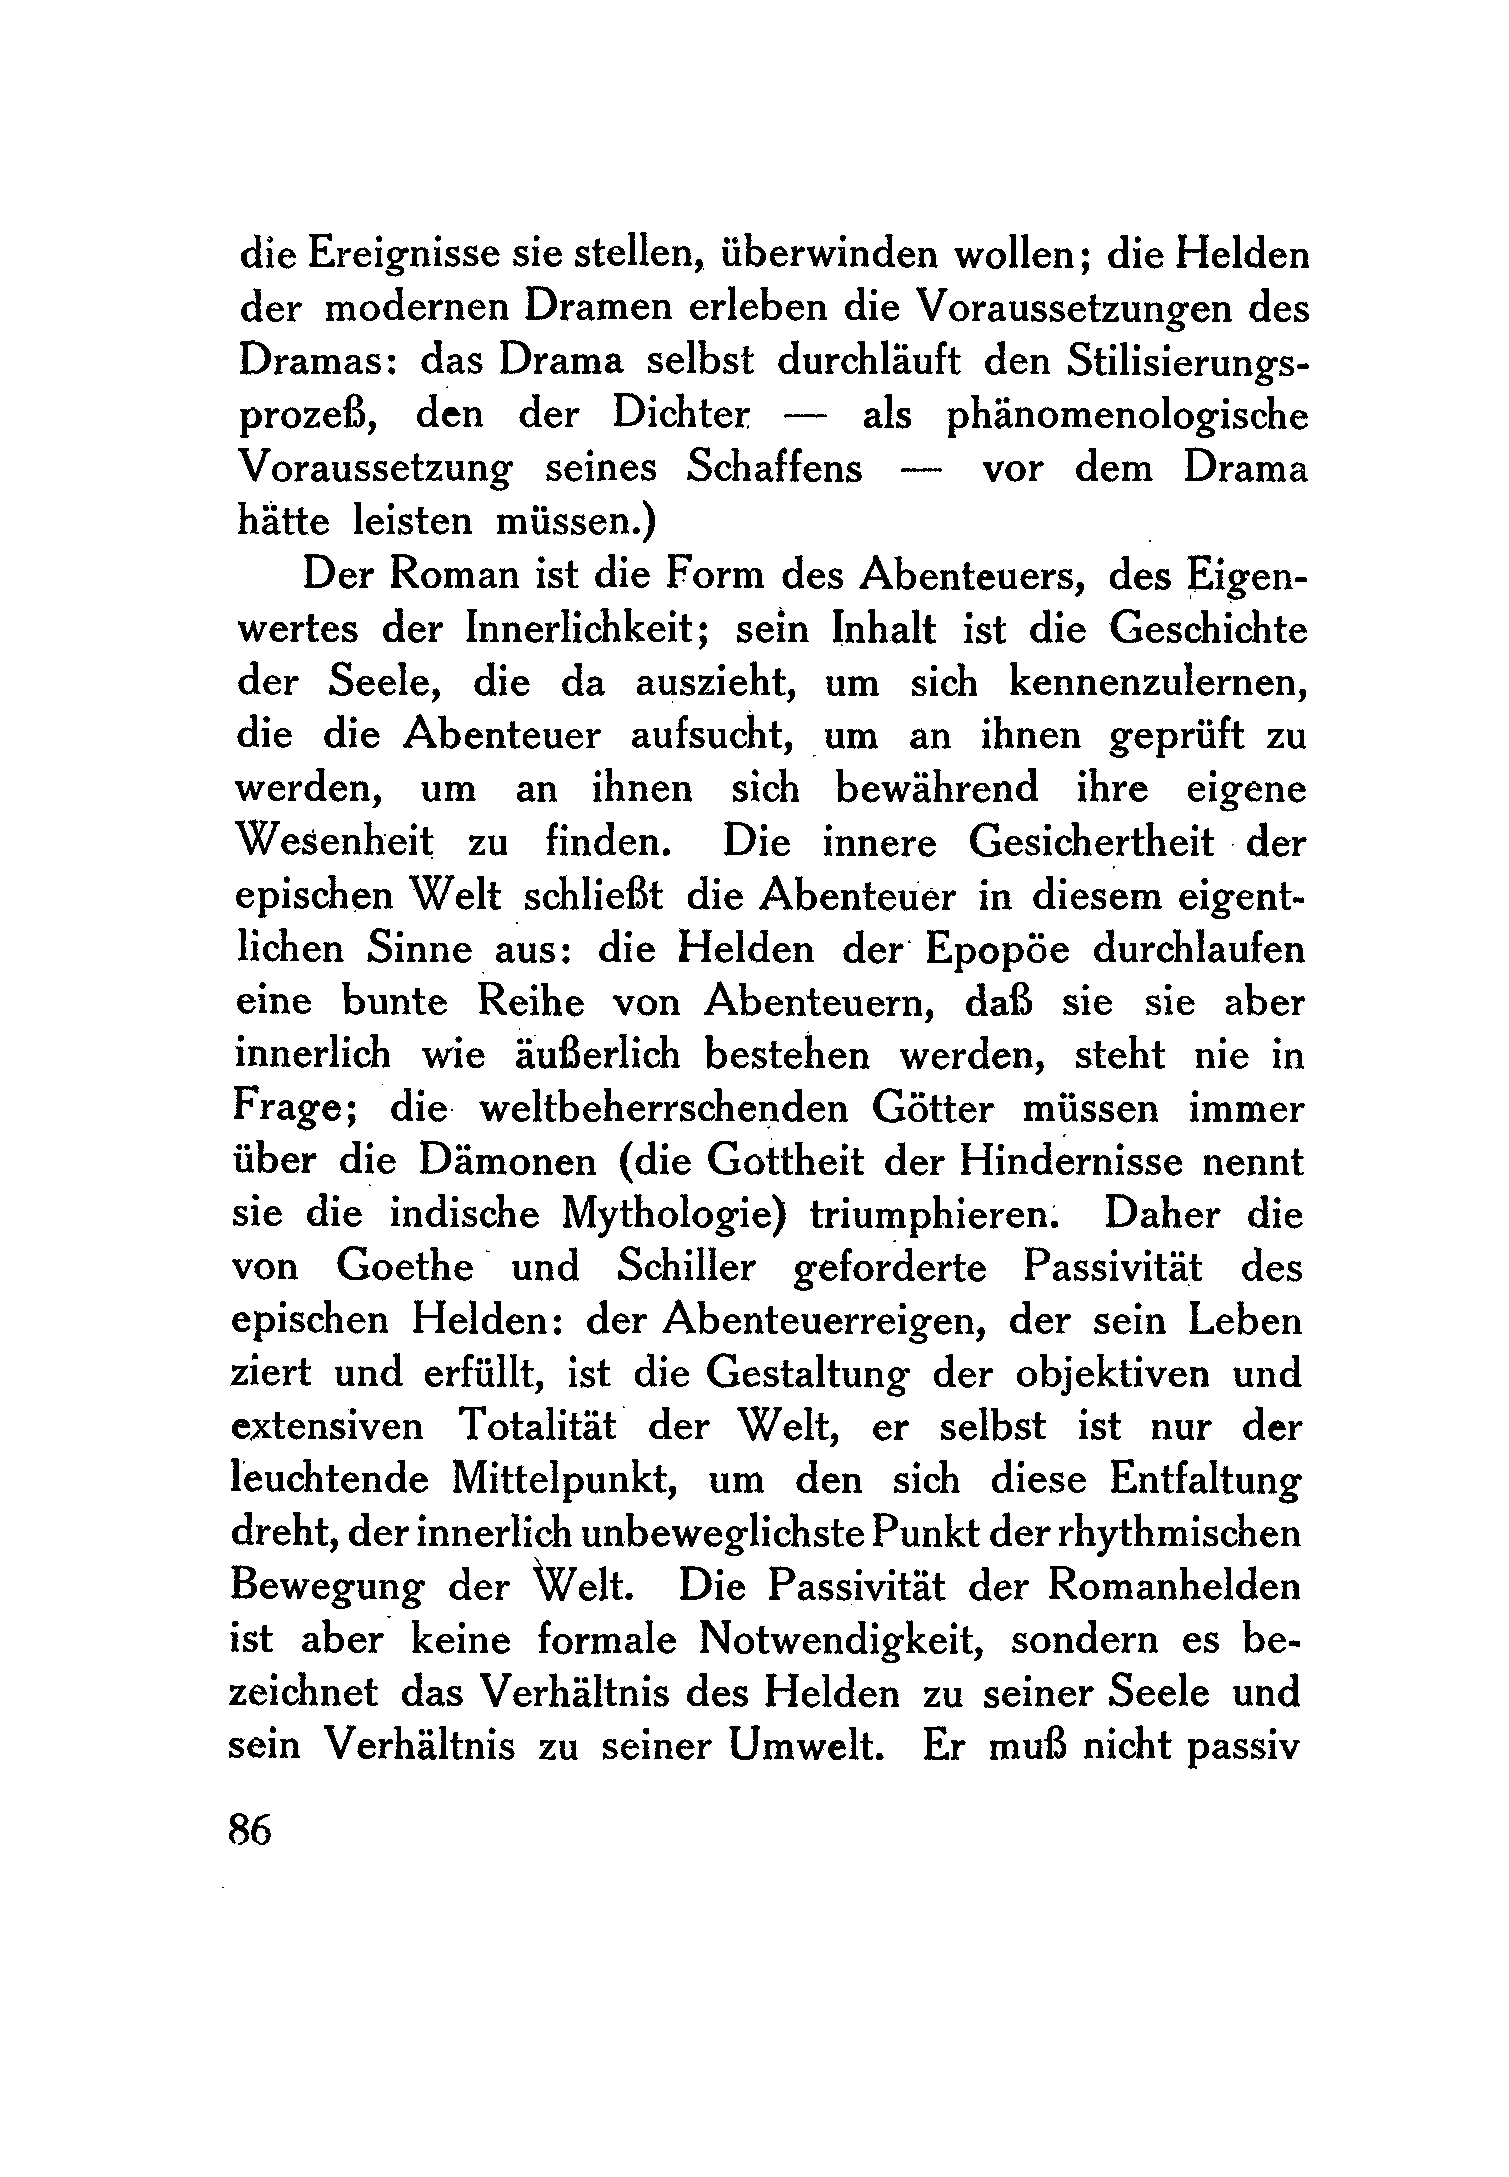 die Ereignisse sie stellen, überwinden wollen; die Helden
der modernen Dramen erleben die Voraussetzungen des
Dramas: das Drama selbst durchläuft den Stilisierungs-
prozeß, den der Dichter — als phänomenologische
Voraussetzung seines Schaffens — vor dem Drama
hätte leisten müssen.)
Der Roman ist die Form des Abenteuers, des Eigen-
wertes der Innerlichkeit; sein Inhalt ist die Geschichte
der Seele, die da auszieht, um sich kennenzulernen,
die die Abenteuer aufsucht, um an ihnen geprüft zu
werden, um an ihnen sich bewährend ihre eigene
Wesenheit zu finden. Die innere Gesichertheit der
epischen Welt schließt die Abenteuer in diesem eigent-
lichen Sinne aus: die Helden der Epopöe durchlaufen
eine bunte Reihe von Abenteuern, daß sie sie aber
innerlich wie äußerlich bestehen werden, steht nie in
Frage; die weltbeherrschenden Götter müssen immer
über die Dämonen (die Gottheit der Hindernisse nennt
sie die indische Mythologie) triumphieren. Daher die
von Goethe und Schiller geforderte Passivität des
epischen Helden: der Abenteuerreigen, der sein Leben
ziert und erfüllt, ist die Gestaltung der objektiven und
extensiven Totalität der Welt, er selbst ist nur der
leuchtende Mittelpunkt, um den sich diese Entfaltung
dreht, der innerlich unbeweglichste Punkt der rhythmischen
Bewegung der Welt. Die Passivität der Romanhelden
ist aber keine formale Notwendigkeit, sondern es be-
zeichnet das Verhältnis des Helden zu seiner Seele und
sein Verhältnis zu seiner Umwelt. Er muß nicht passiv
86